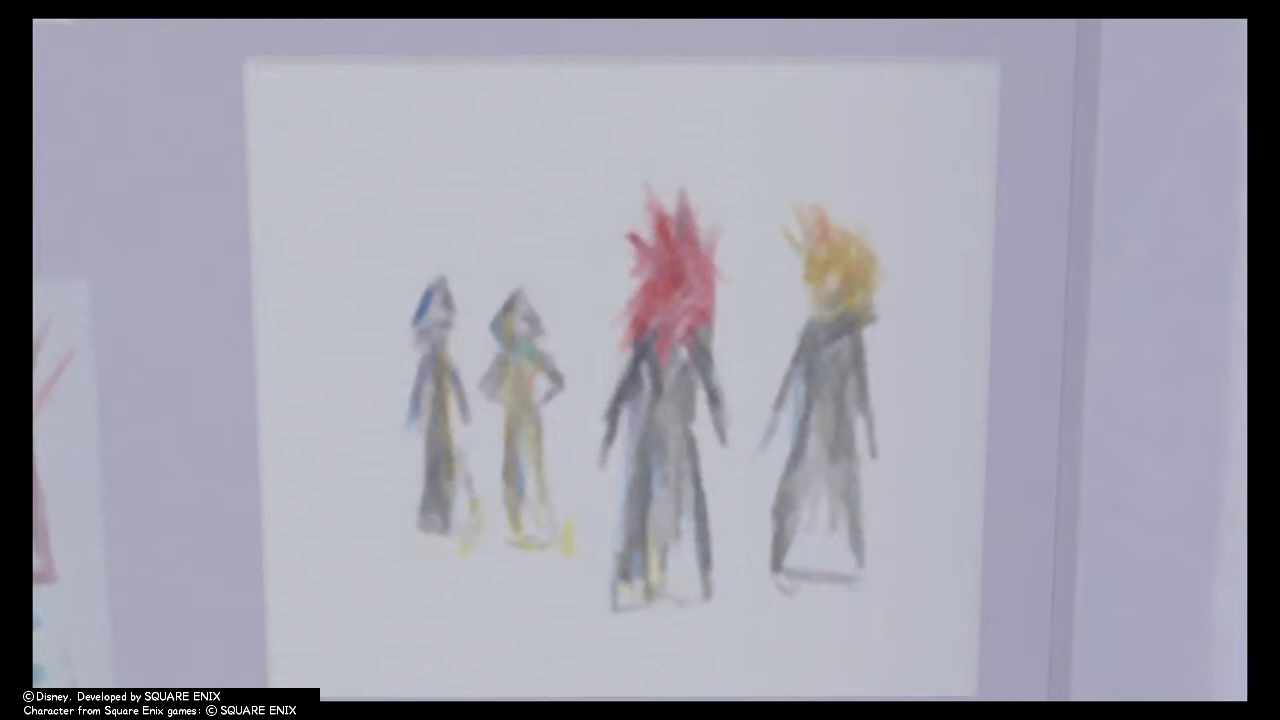 © Disney. Developed by SQUARE ENIX
Character from Square Enix games: © SQUARE ENIX